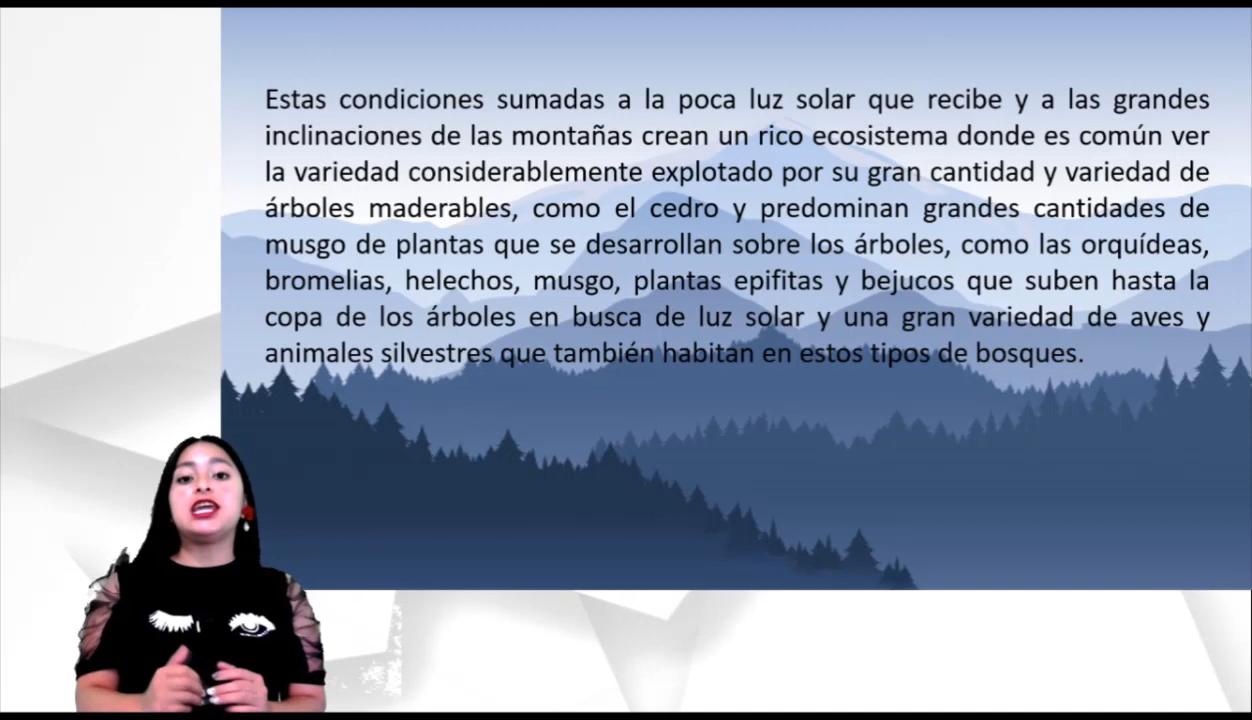 Estas condiciones sumadas a la poca luz solar que recibe y a las grandes
inclinaciones de las montañas crean un rico ecosistema donde es común ver
la variedad considerablemente explotado por su gran cantidad y variedad de
árboles maderables, como el cedro y predominan grandes cantidades de
musgo de plantas que se desarrollan sobre los árboles, como las orquídeas,
bromelias, helechos, musgo, plantas epifitas y bejucos que suben hasta la
copa de los árboles en busca de luz solar y una gran variedad de aves y
animales silvestres que también habitan en estos tipos de bosques.